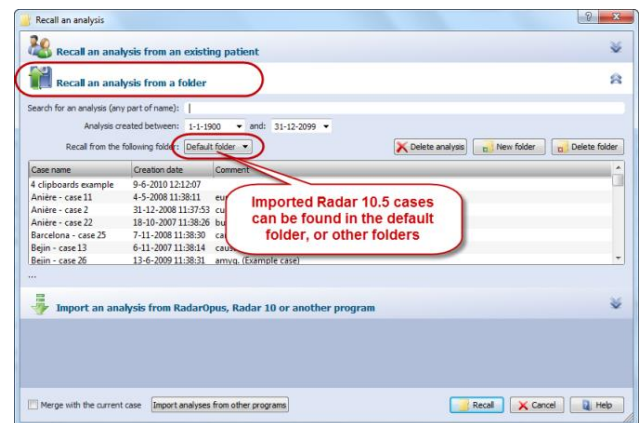 Recall an analysis
Recall an analysis from an existing patient
Recall an analysis from a folder
Search for an analysis (any part of name):
Analysis created between: 1-1-1900 and: 31-12-2099
Recall from the following folder: Default folder Delete analysis New folder Delete folder
Case name Creation date Comment
4 clipboards example 9-6-2010 12:12:07
Anière - case 11 4-5-2008 11:38:11
Anière - case 2 31-12-2008 11:37:53
Anière - case 22 18-10-2007 11:38:26
Barcelona - case 25 7-11-2008 11:38:30
Bejin - case 13 6-11-2007 11:38:14
Bejin - case 26 13-6-2009 11:38:31 amyg. (Example case)
Imported Radar 10.5 cases
can be found in the default
folder, or other folders
...
Import an analysis from RadarOpus, Radar 10 or another program
Merge with the current case Import analyses from other programs Recall Cancel Help